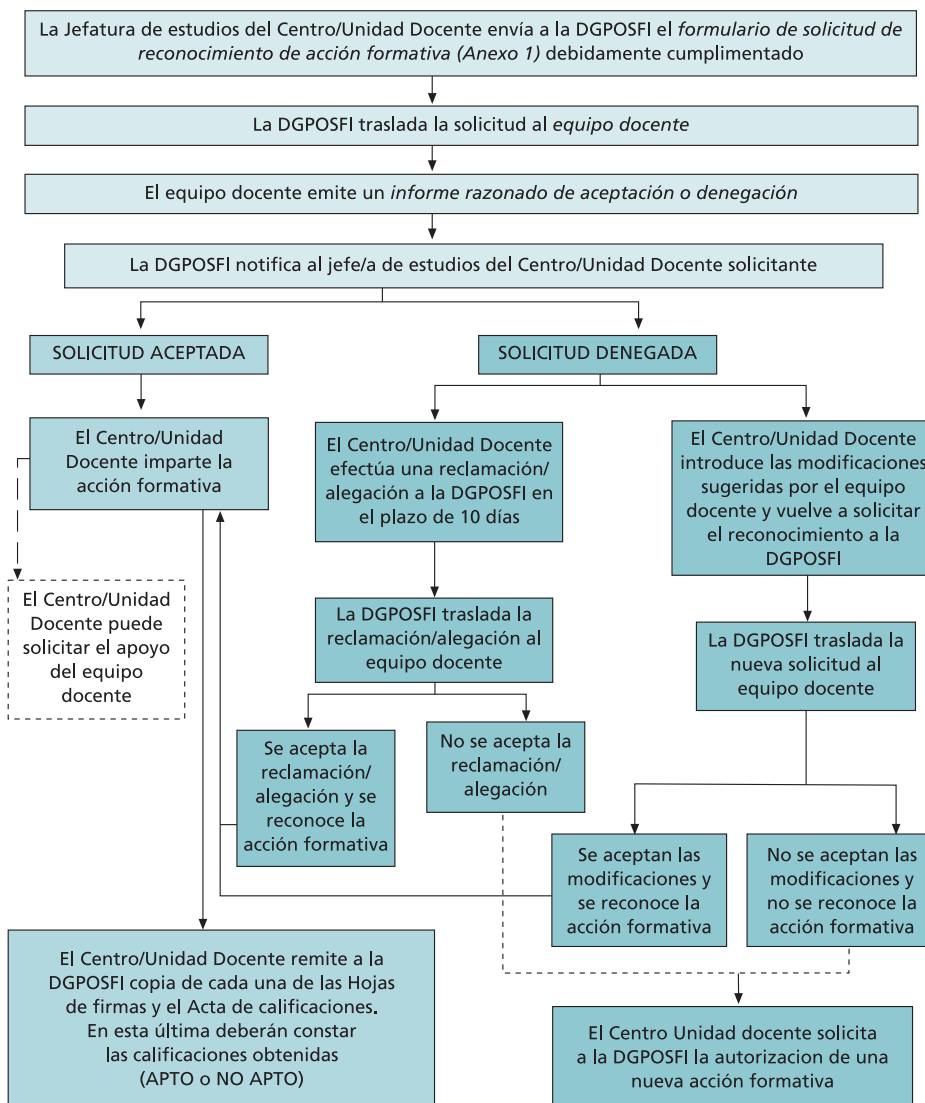 La Jefatura de estudios del Centro/Unidad Docente envía a la DGPOSFI el formulario de solicitud de
reconocimiento de acción formativa (Anexo 1) debidamente cumplimentado
La DGPOSFI traslada la solicitud al equipo docente
El equipo docente emite un informe razonado de aceptación o denegación
La DGPOSFI notifica al jefe/a de estudios del Centro/Unidad Docente solicitante
SOLICITUD ACEPTADA
SOLICITUD DENEGADA
El Centro/Unidad
Docente imparte la
acción formativa
El Centro/Unidad Docente
efectúa una reclamación/
alegación a la DGPOSFI en
el plazo de 10 días
El Centro/Unidad Docente
introduce las modificaciones
sugeridas por el equipo
docente y vuelve a solicitar
el reconocimiento a la
DGPOSFI
El Centro/Unidad
Docente puede
solicitar el apoyo
del equipo
docente
La DGPOSFI traslada la
reclamación/alegación al
equipo docente
La DGPOSFI traslada la
nueva solicitud al
equipo docente
Se acepta la
reclamación/
alegación y se
reconoce la
acción formativa
No se acepta la
reclamación/
alegación
Se aceptan las
modificaciones y
se reconoce la
acción formativa
No se aceptan las
modificaciones y
no se reconoce la
acción formativa
El Centro/Unidad Docente remite a la
DGPOSFI copia de cada una de las Hojas
de firmas y el Acta de calificaciones.
En esta última deberán constar
las calificaciones obtenidas
(APTO o NO APTO)
El Centro Unidad docente solicita
a la DGPOSFI la autorizacion de una
nueva acción formativa